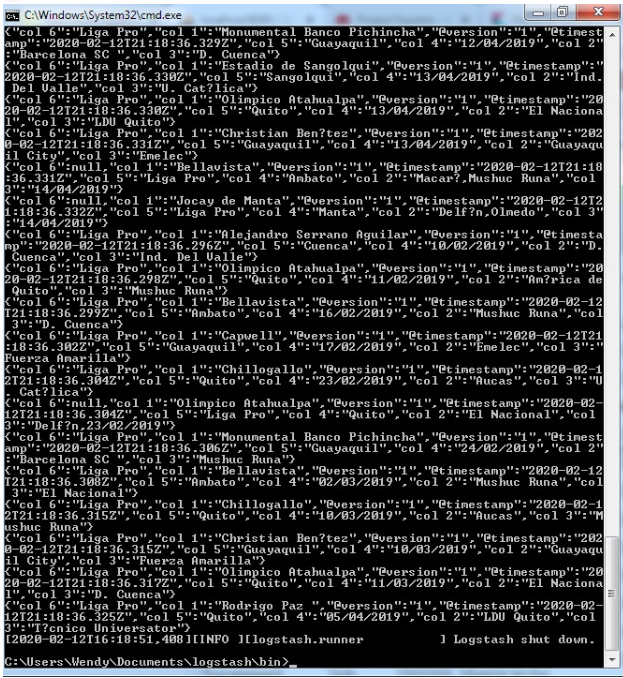 C:\Windows\System32\cmd.exe
{"col 6":"Liga Pro","col 1":"Monumental Banco Pichincha","@version":"1","@timest
amp":"2020-02-12T21:18:36.329Z","col 5":"Guayaquil","col 4":"12/04/2019","col 2"
:"Barcelona SC ","col 3":"D. Cuenca"}
{"col 6":"Liga Pro","col 1":"Estadio de Sangolqui","@version":"1","@timestamp":"
2020-02-12T21:18:36.330Z","col 5":"Sangolqui","col 4":"13/04/2019","col 2":"Ind.
 Del Valle","col 3":"U. Cat?lica"}
{"col 6":"Liga Pro","col 1":"Olimpico Atahualpa","@version":"1","@timestamp":"20
20-02-12T21:18:36.330Z","col 5":"Quito","col 4":"13/04/2019","col 2":"El Naciona
l","col 3":"LDU Quito"}
{"col 6":"Liga Pro","col 1":"Christian Ben?tez","@version":"1","@timestamp":"202
0-02-12T21:18:36.331Z","col 5":"Guayaquil","col 4":"13/04/2019","col 2":"Guayaqu
il City","col 3":"Emelec"}
{"col 6":null,"col 1":"Bellavista","@version":"1","@timestamp":"2020-02-12T21:18
:36.331Z","col 5":"Liga Pro","col 4":"Ambato","col 2":"Macar?,Mushuc Runa","col 
3":"14/04/2019"}
{"col 6":null,"col 1":"Jocay de Manta","@version":"1","@timestamp":"2020-02-12T2
1:18:36.332Z","col 5":"Liga Pro","col 4":"Manta","col 2":"Delf?n,Olmedo","col 3"
:"14/04/2019"}
{"col 6":"Liga Pro","col 1":"Alejandro Serrano Aguilar","@version":"1","@timesta
mp":"2020-02-12T21:18:36.296Z","col 5":"Cuenca","col 4":"10/02/2019","col 2":"D.
 Cuenca","col 3":"Ind. Del Valle"}
{"col 6":"Liga Pro","col 1":"Olimpico Atahualpa","@version":"1","@timestamp":"20
20-02-12T21:18:36.298Z","col 5":"Quito","col 4":"11/02/2019","col 2":"Am?rica de
 Quito","col 3":"Mushuc Runa"}
{"col 6":"Liga Pro","col 1":"Bellavista","@version":"1","@timestamp":"2020-02-12
T21:18:36.299Z","col 5":"Ambato","col 4":"16/02/2019","col 2":"Mushuc Runa","col
 3":"D. Cuenca"}
{"col 6":"Liga Pro","col 1":"Capwell","@version":"1","@timestamp":"2020-02-12T21
:18:36.302Z","col 5":"Guayaquil","col 4":"17/02/2019","col 2":"Emelec","col 3":"
Fuerza Amarilla"}
{"col 6":"Liga Pro","col 1":"Chillogallo","@version":"1","@timestamp":"2020-02-1
2T21:18:36.304Z","col 5":"Quito","col 4":"23/02/2019","col 2":"Aucas","col 3":"U
. Cat?lica"}
{"col 6":null,"col 1":"Olimpico Atahualpa","@version":"1","@timestamp":"2020-02-
12T21:18:36.304Z","col 5":"Liga Pro","col 4":"Quito","col 2":"El Nacional","col 
3":"Delf?n,23/02/2019"}
{"col 6":"Liga Pro","col 1":"Monumental Banco Pichincha","@version":"1","@timest
amp":"2020-02-12T21:18:36.306Z","col 5":"Guayaquil","col 4":"24/02/2019","col 2"
:"Barcelona SC ","col 3":"Mushuc Runa"}
{"col 6":"Liga Pro","col 1":"Bellavista","@version":"1","@timestamp":"2020-02-12
T21:18:36.308Z","col 5":"Ambato","col 4":"02/03/2019","col 2":"Mushuc Runa","col
 3":"El Nacional"}
{"col 6":"Liga Pro","col 1":"Chillogallo","@version":"1","@timestamp":"2020-02-1
2T21:18:36.315Z","col 5":"Quito","col 4":"10/03/2019","col 2":"Aucas","col 3":"M
ushuc Runa"}
{"col 6":"Liga Pro","col 1":"Christian Ben?tez","@version":"1","@timestamp":"202
0-02-12T21:18:36.315Z","col 5":"Guayaquil","col 4":"10/03/2019","col 2":"Guayaqu
il City","col 3":"Fuerza Amarilla"}
{"col 6":"Liga Pro","col 1":"Olimpico Atahualpa","@version":"1","@timestamp":"20
20-02-12T21:18:36.317Z","col 5":"Quito","col 4":"11/03/2019","col 2":"El Naciona
l","col 3":"D. Cuenca"}
{"col 6":"Liga Pro","col 1":"Rodrigo Paz ","@version":"1","@timestamp":"2020-02-
12T21:18:36.325Z","col 5":"Quito","col 4":"05/04/2019","col 2":"LDU Quito","col 
3":"T?cnico Universator"}
[2020-02-12T16:18:51,408][INFO ][logstash.runner          ] Logstash shut down.
C:\Users\Wendy\Documents\logstash\bin>_